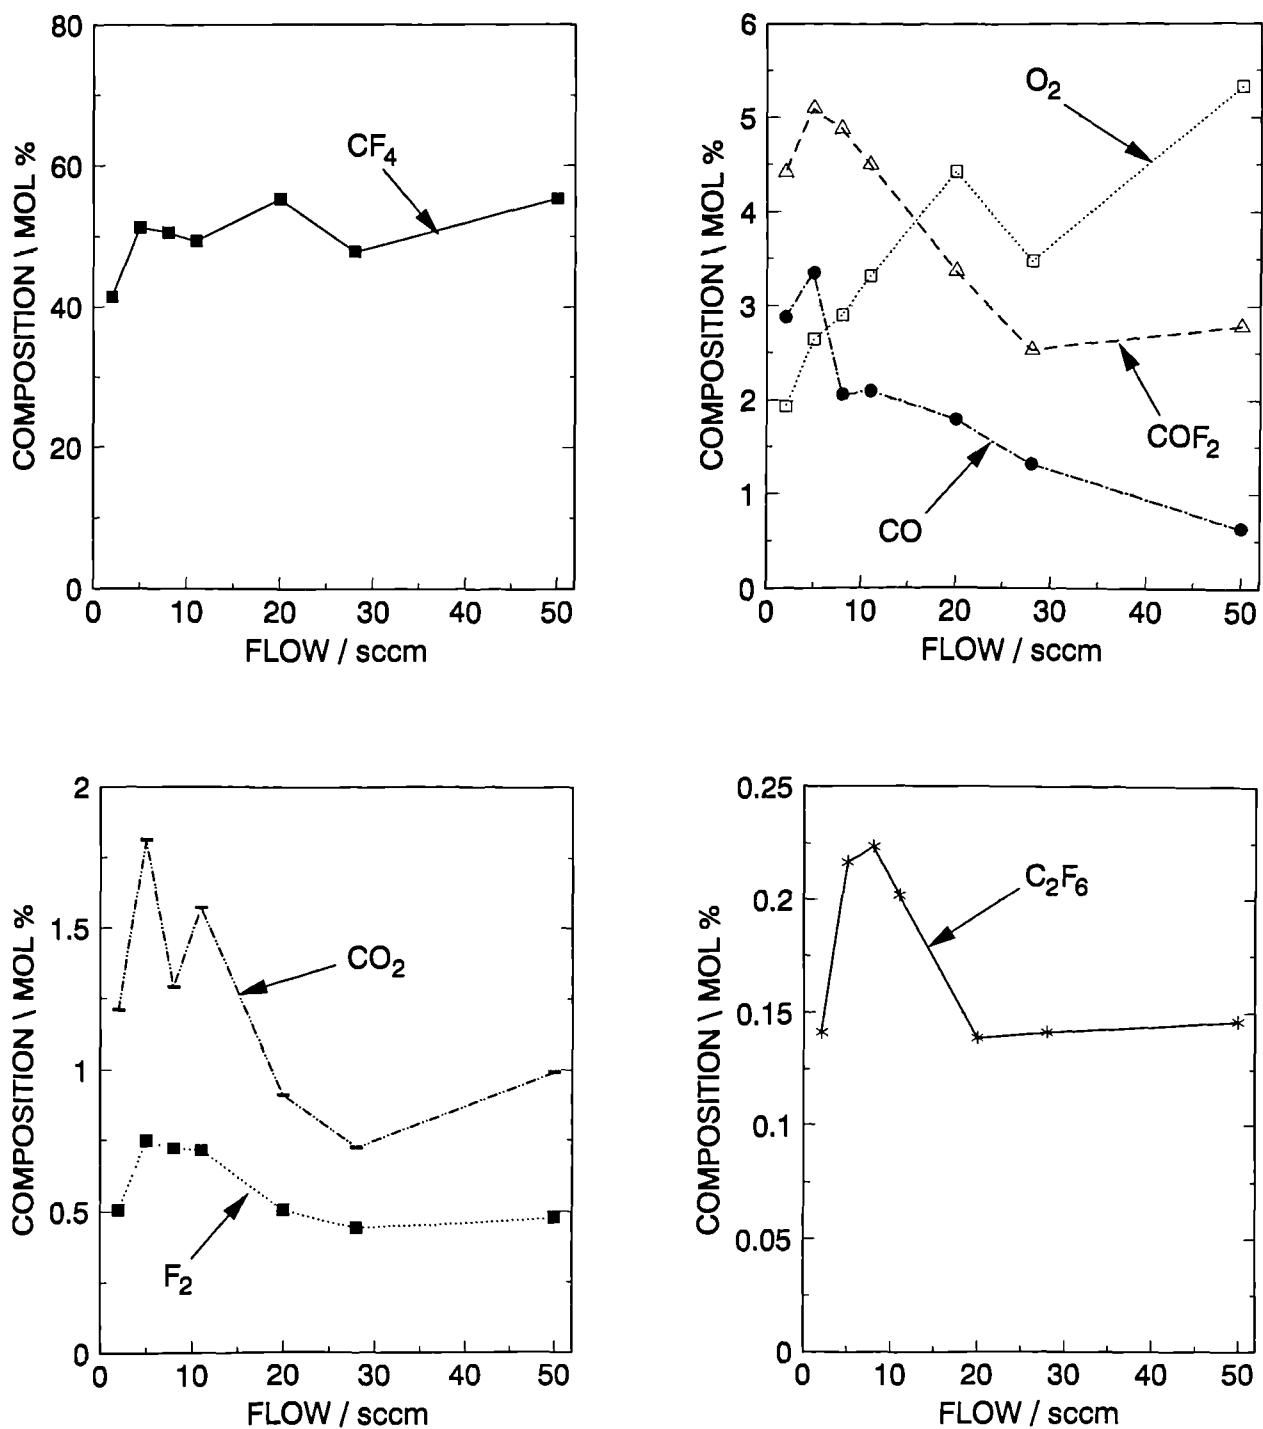 80
60
40
20
0
COMPOSITION \ MOL %
CF4
0 10 20 30 40 50
FLOW / sccm
6
5
4
3
2
1
0
COMPOSITION \ MOL %
O2
COF2
CO
0 10 20 30 40 50
FLOW / sccm
2
1.5
1
0.5
0
COMPOSITION \ MOL %
CO2
F2
0 10 20 30 40 50
FLOW / sccm
0.25
0.2
0.15
0.1
0.05
0
COMPOSITION \ MOL %
C2F6
0 10 20 30 40 50
FLOW / sccm